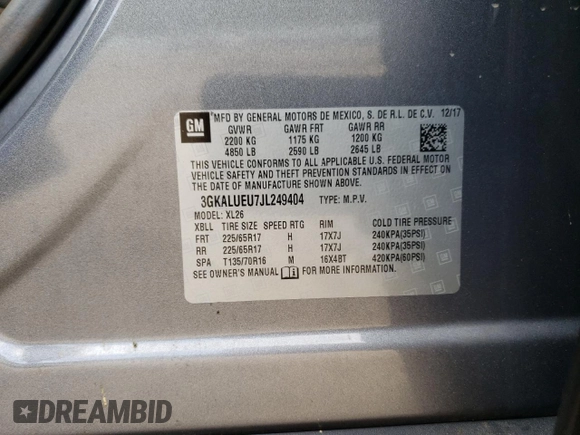 GM
*MFD BY GENERAL MOTORS DE MEXICO, S. DE R.L. DE C.V. 12/17
GVWR GAWR FRT GAWR RR
2200 KG 1175 KG 1200 KG
4850 LB 2590 LB 2645 LB
THIS VEHICLE CONFORMS TO ALL APPLICABLE U.S. FEDERAL MOTOR
VEHICLE SAFETY AND THEFT PREVENTION STANDARDS IN EFFECT ON
THE DATE OF MANUFACTURE SHOWN ABOVE.
3GKALUEU7JL249404 TYPE: M.P.V.
MODEL: XL26
XBLL TIRE SIZE SPEED RTG RIM COLD TIRE PRESSURE
FRT 225/65R17 H 17X7J 240KPA(35PSI)
RR 225/65R17 H 17X7J 240KPA(35PSI)
SPA T135/70R16 M 16X4BT 420KPA(60PSI)
SEE OWNER'S MANUAL FOR MORE INFORMATION.
DREAMBID